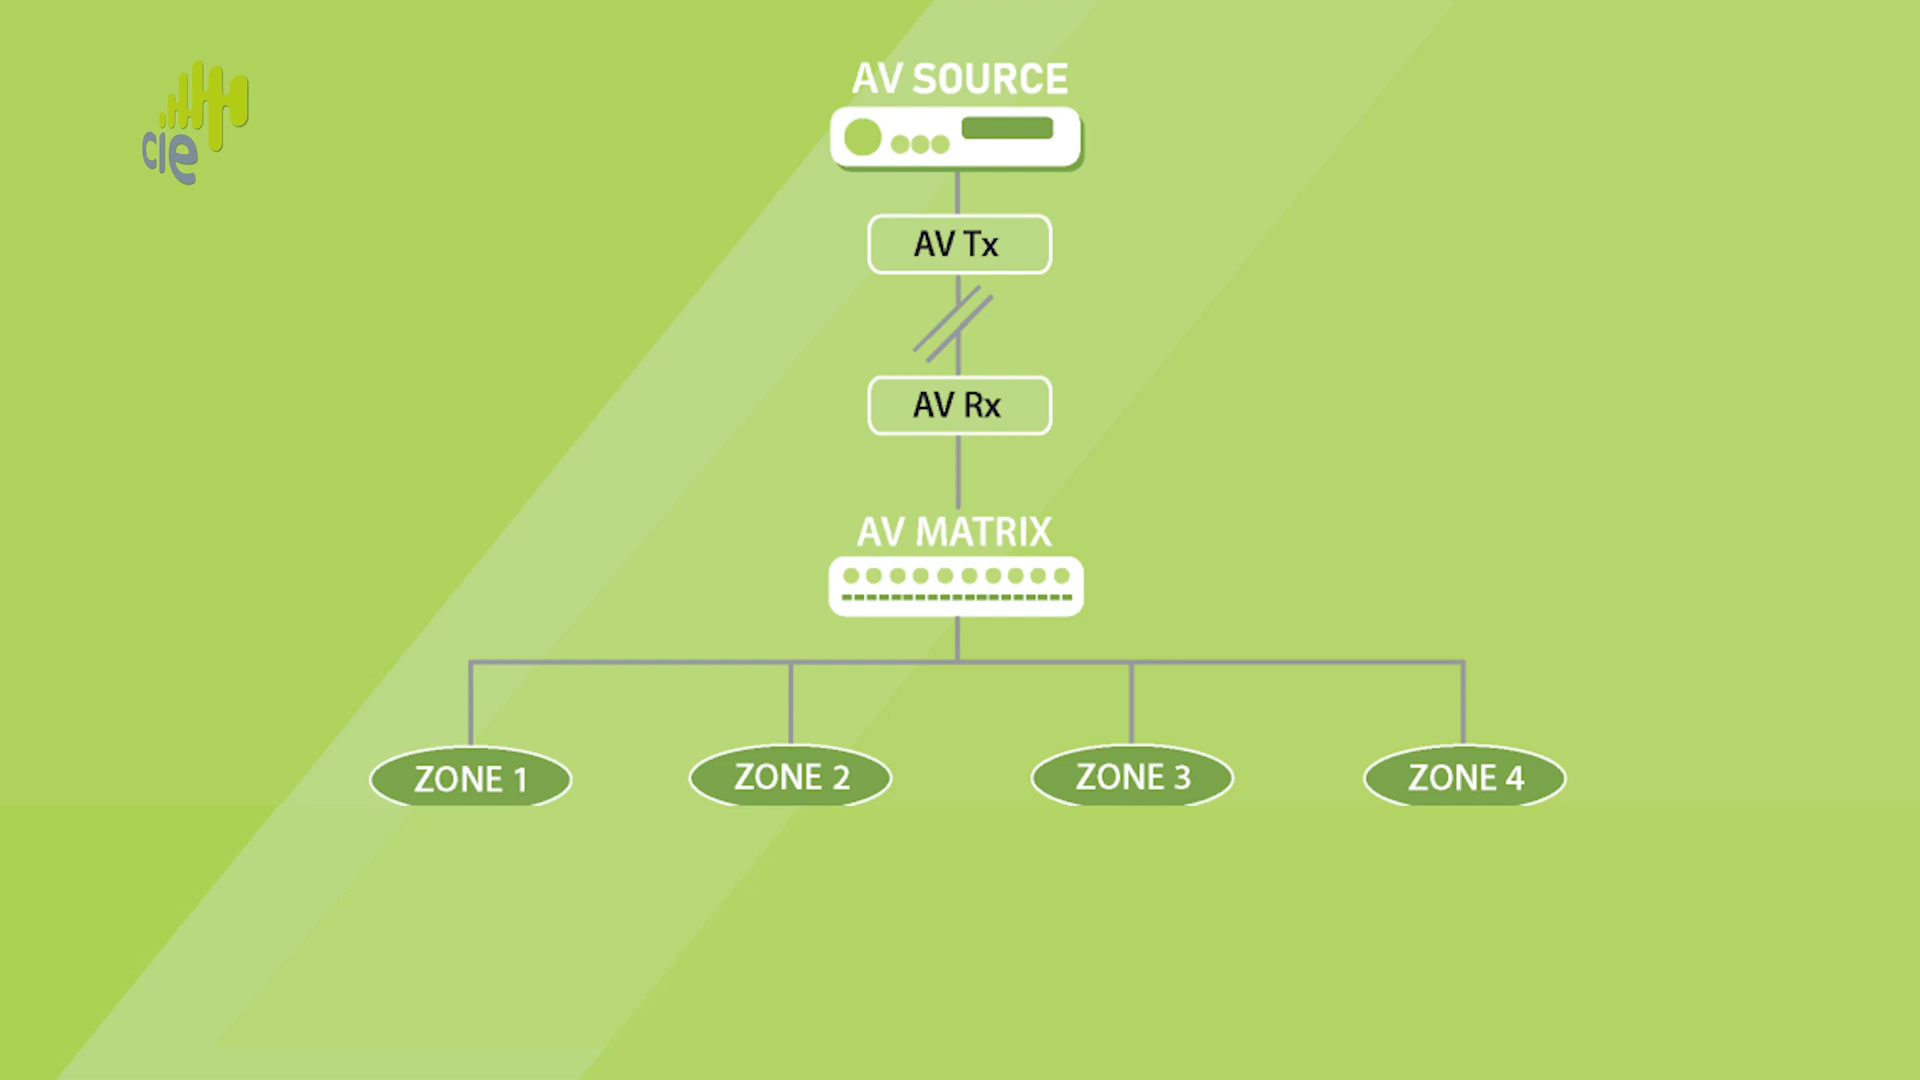 cie
AV SOURCE
AV Tx
AV Rx
AV MATRIX
ZONE 1
ZONE 2
ZONE 3
ZONE 4